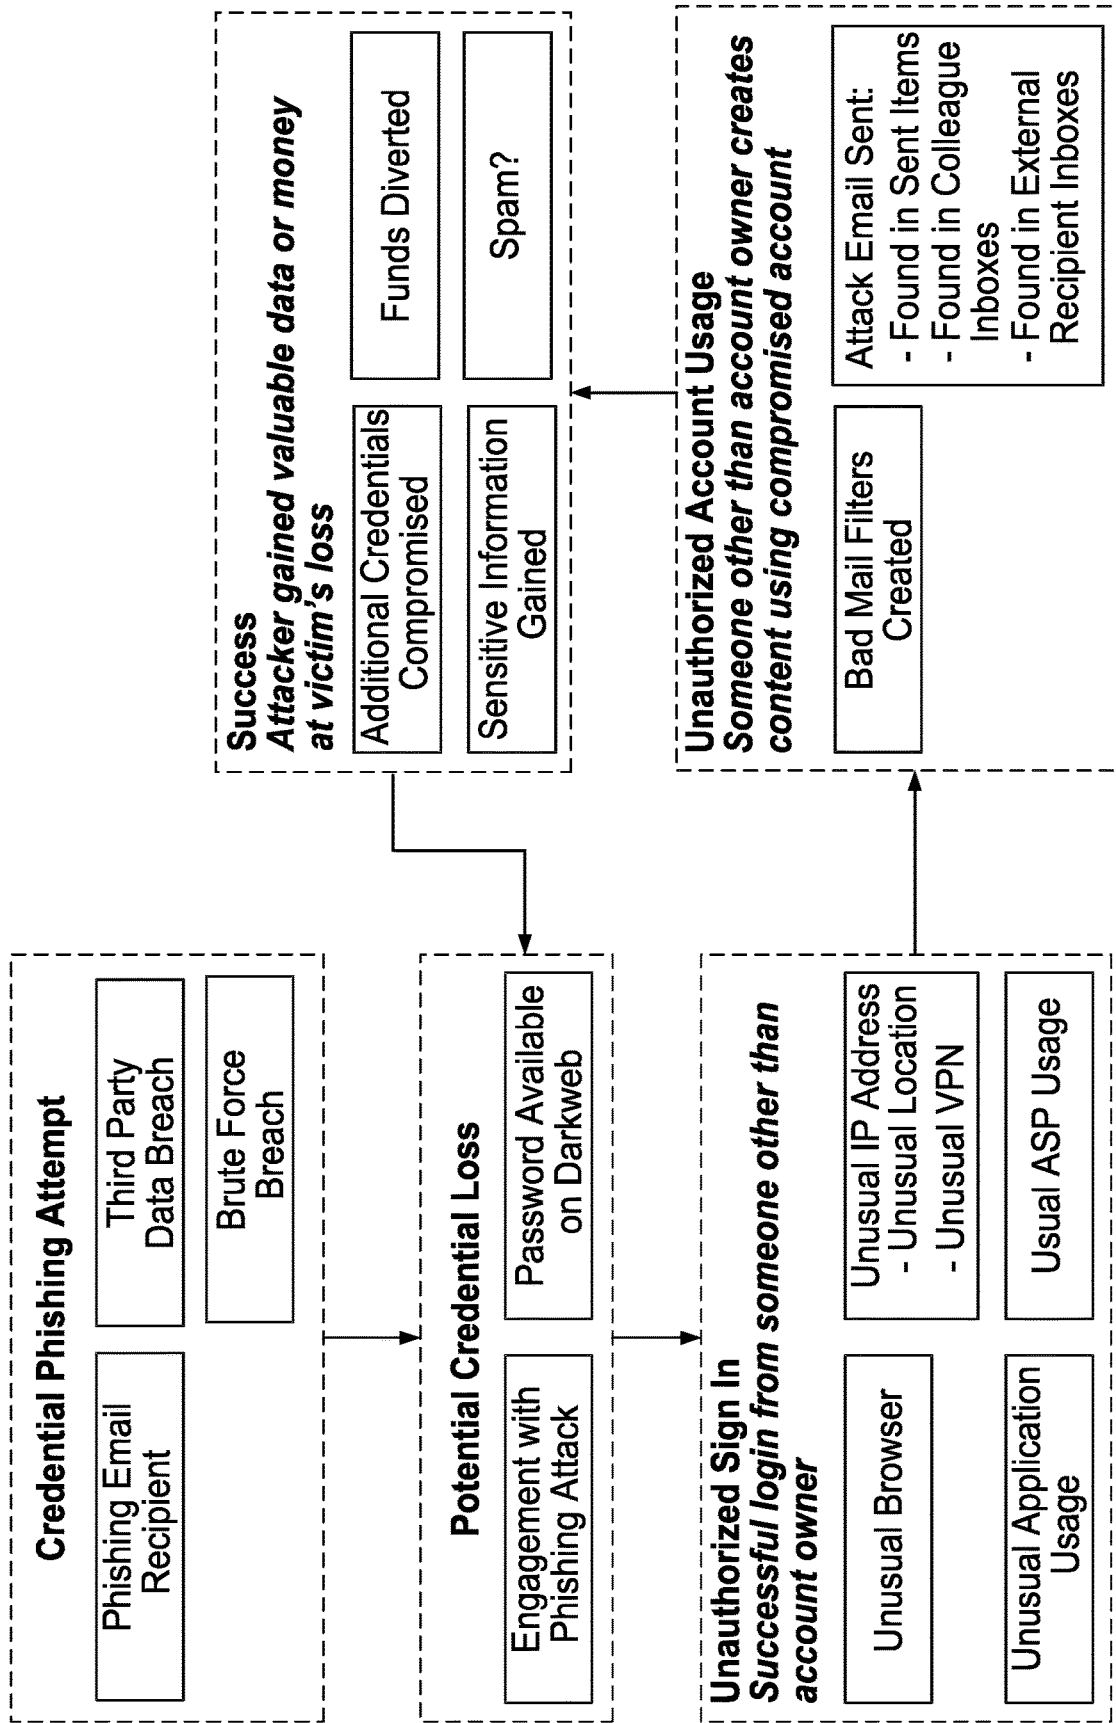 Credential Phishing Attempt
Phishing Email
Recipient
Third Party
Data Breach
Brute Force
Breach
Potential Credential Loss
Engagement with
Phishing Attack
Password Available
on Darkweb
Unauthorized Sign In
Successful login from someone other than
account owner
Unusual Browser
Unusual IP Address
- Unusual Location
- Unusual VPN
Unusual Application
Usage
Usual ASP Usage
Success
Attacker gained valuable data or money
at victim's loss
Additional Credentials
Compromised
Funds Diverted
Sensitive Information
Gained
Spam?
Unauthorized Account Usage
Someone other than account owner creates
content using compromised account
Bad Mail Filters
Created
Attack Email Sent:
- Found in Sent Items
- Found in Colleague
Inboxes
- Found in External
Recipient Inboxes